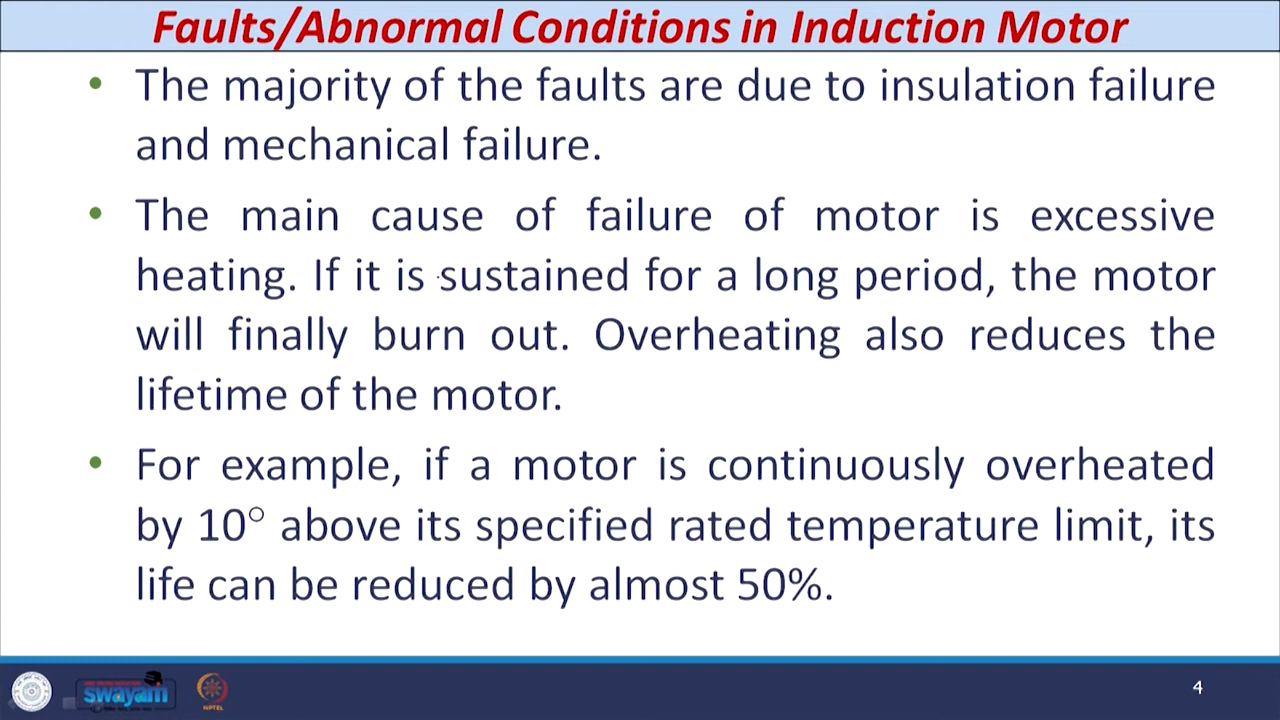 Faults/Abnormal Conditions in Induction Motor
• The majority of the faults are due to insulation failure
and mechanical failure.
• The main cause of failure of motor is excessive
heating. If it is sustained for a long period, the motor
will finally burn out. Overheating also reduces the
lifetime of the motor.
• For example, if a motor is continuously overheated
by 10° above its specified rated temperature limit, its
life can be reduced by almost 50%.
swayam
NPTEL
4